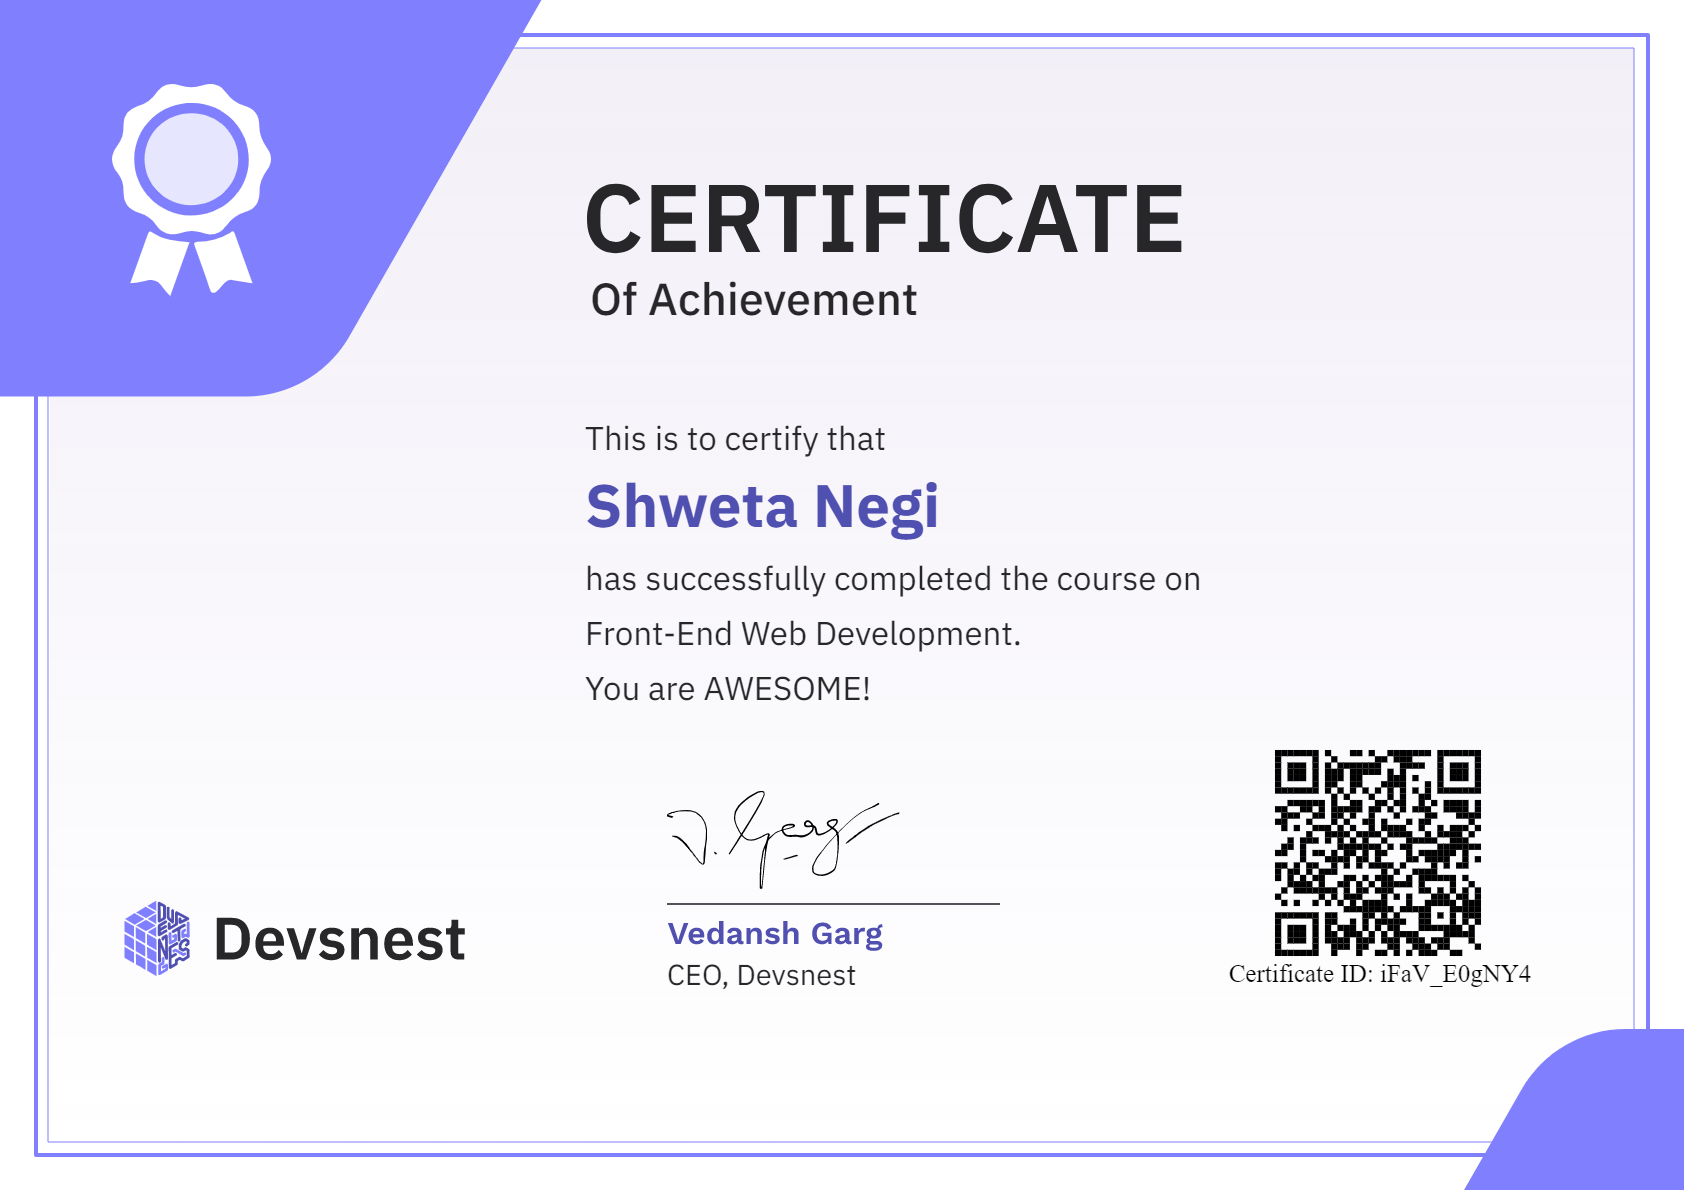 CERTIFICATE
Of Achievement
This is to certify that
Shweta Negi
has successfully completed the course on
Front-End Web Development.
You are AWESOME!
V. Garg
Devsnest
Vedansh Garg
CEO, Devsnest
Certificate ID: iFaV_E0gNY4